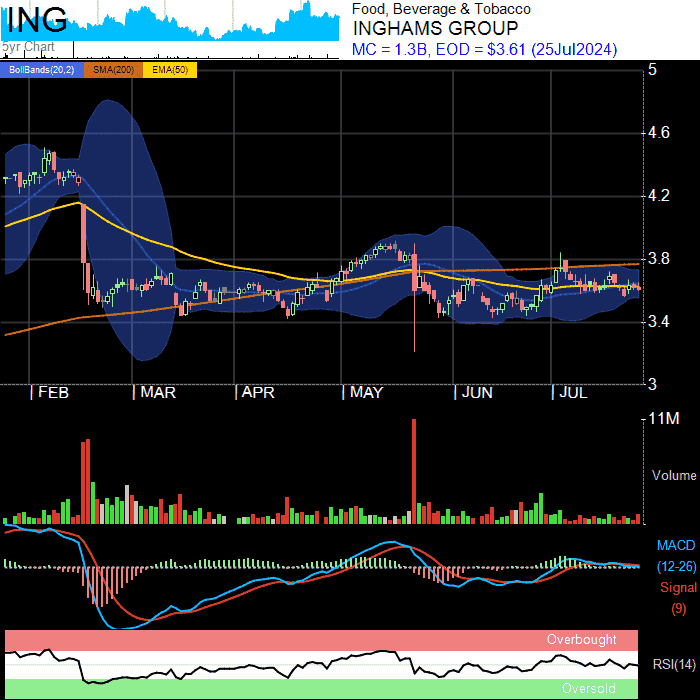 ING
5yr Chart
Food, Beverage & Tobacco
INGHAMS GROUP
MC = 1.3B, EOD = $3.61 (25Jul2024)
BollBands(20,2) SMA(200) EMA(50)
5
4.6
4.2
3.8
3.4
3
FEB MAR APR MAY JUN JUL
11M
Volume
MACD
(12-26)
Signal
(9)
Overbought
RSI(14)
Oversold